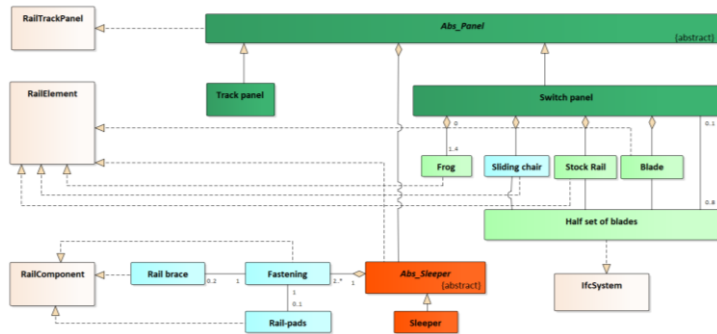 RailTrackPanel
Abs_Panel
{abstract}
RailElement
Track panel
Switch panel
0
0.1
1.4
Frog
Sliding chair
Stock Rail
Blade
0.8
Half set of blades
RailComponent
Rail brace
0.2
1
Fastening
2.*
1
Abs_Sleeper
{abstract}
IfcSystem
1
0.1
Rail-pads
Sleeper